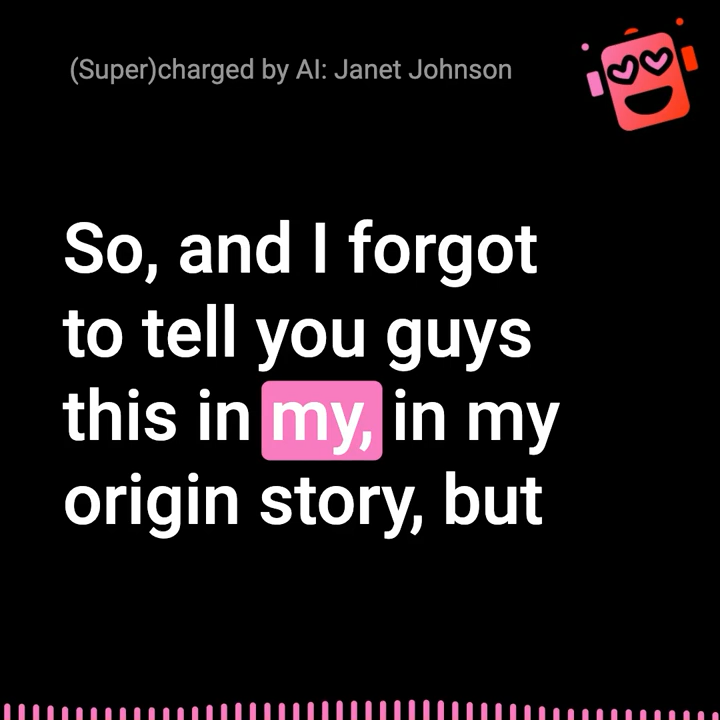 (Super)charged by AI: Janet Johnson
So, and I forgot
to tell you guys
this in my, in my
origin story, but